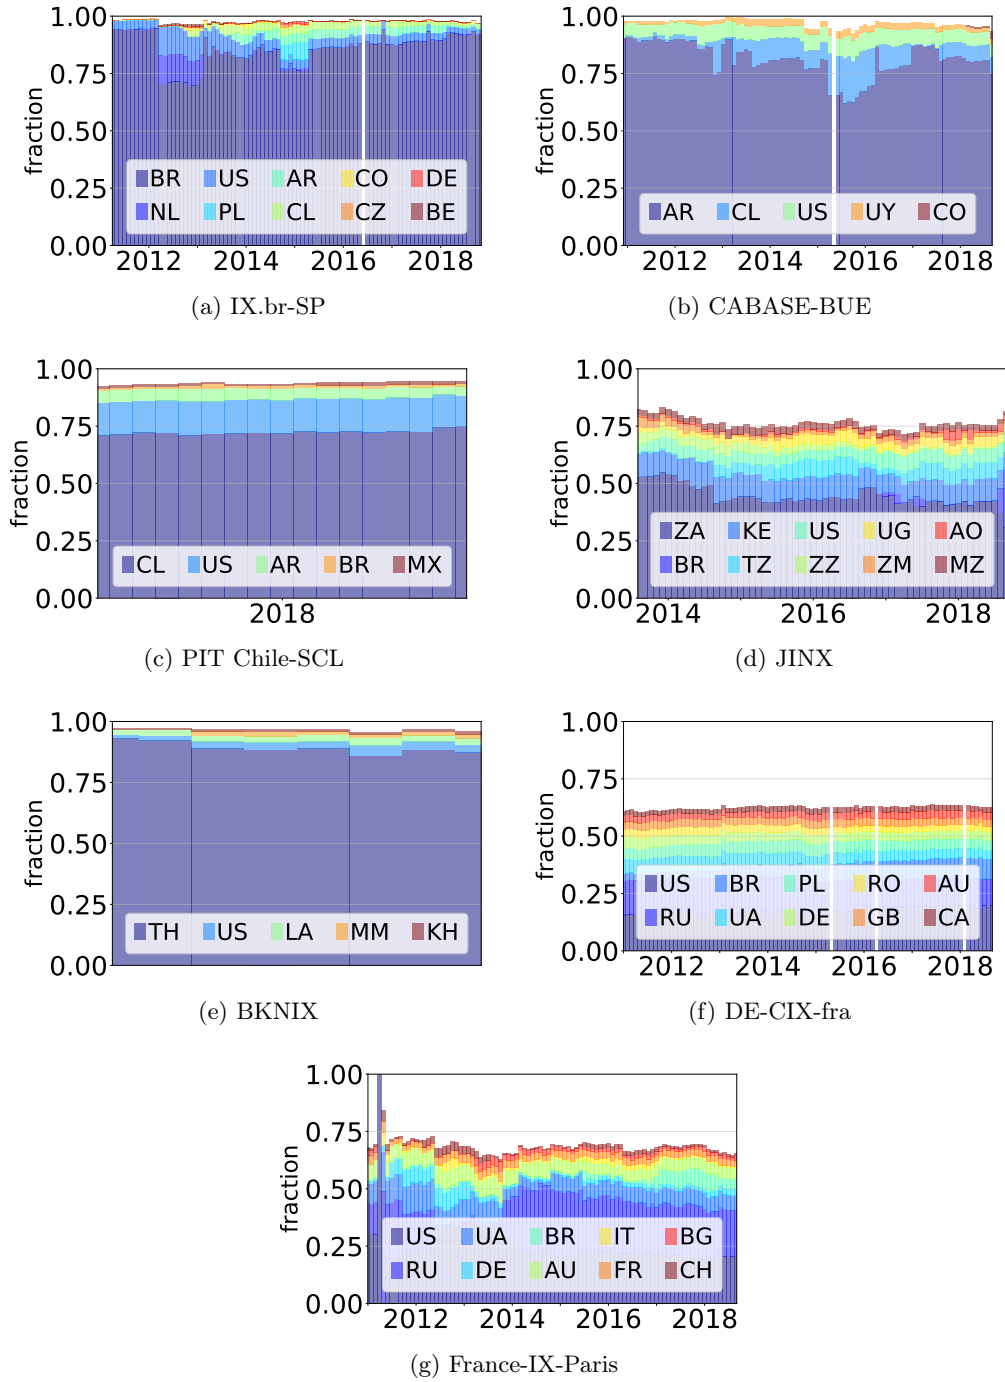 1.00
0.75
0.50
0.25
0.00
fraction
BR US AR CO DE
NL PL CL CZ BE
2012 2014 2016 2018
(a) IX.br-SP
1.00
0.75
0.50
0.25
0.00
fraction
AR CL US UY CO
2012 2014 2016 2018
(b) CABASE-BUE
1.00
0.75
0.50
0.25
0.00
fraction
CL US AR BR MX
2018
(c) PIT Chile-SCL
1.00
0.75
0.50
0.25
0.00
fraction
ZA KE US UG AO
BR TZ ZZ ZM MZ
2014 2015 2016 2017 2018
(d) JINX
1.00
0.75
0.50
0.25
0.00
fraction
TH US LA MM KH
(e) BKNIX
1.00
0.75
0.50
0.25
0.00
fraction
US BR PL RO AU
RU UA DE GB CA
2012 2014 2016 2018
(f) DE-CIX-fra
1.00
0.75
0.50
0.25
0.00
fraction
US UA BR IT BG
RU DE AU FR CH
2012 2014 2016 2018
(g) France-IX-Paris